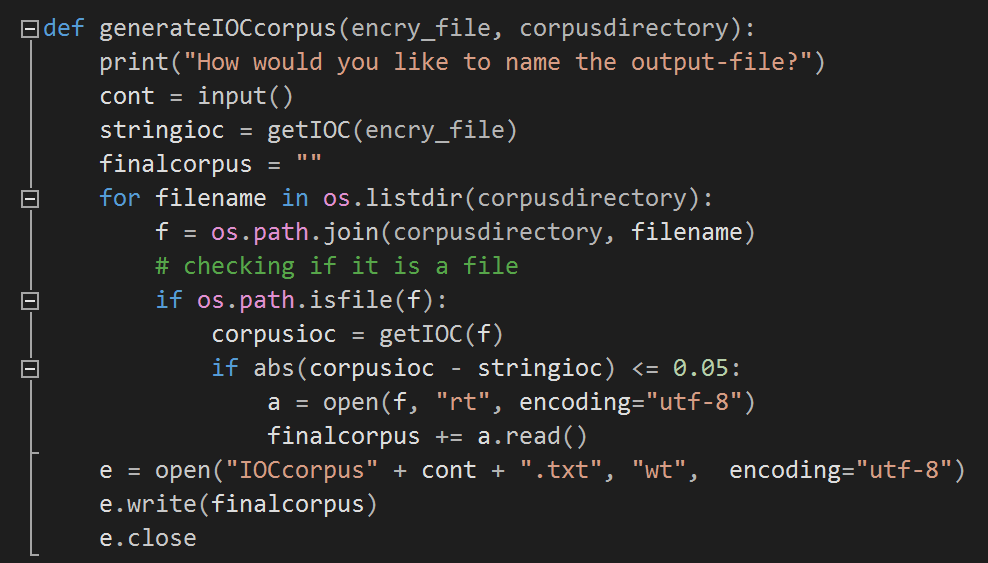 def generateIOCcorpus(encry_file, corpusdirectory):
    print("How would you like to name the output-file?")
    cont = input()
    stringioc = getIOC(encry_file)
    finalcorpus = ""
    for filename in os.listdir(corpusdirectory):
        f = os.path.join(corpusdirectory, filename)
        # checking if it is a file
        if os.path.isfile(f):
            corpusioc = getIOC(f)
            if abs(corpusioc - stringioc) <= 0.05:
                a = open(f, "rt", encoding="utf-8")
                finalcorpus += a.read()
    e = open("IOCcorpus" + cont + ".txt", "wt",  encoding="utf-8")
    e.write(finalcorpus)
    e.close